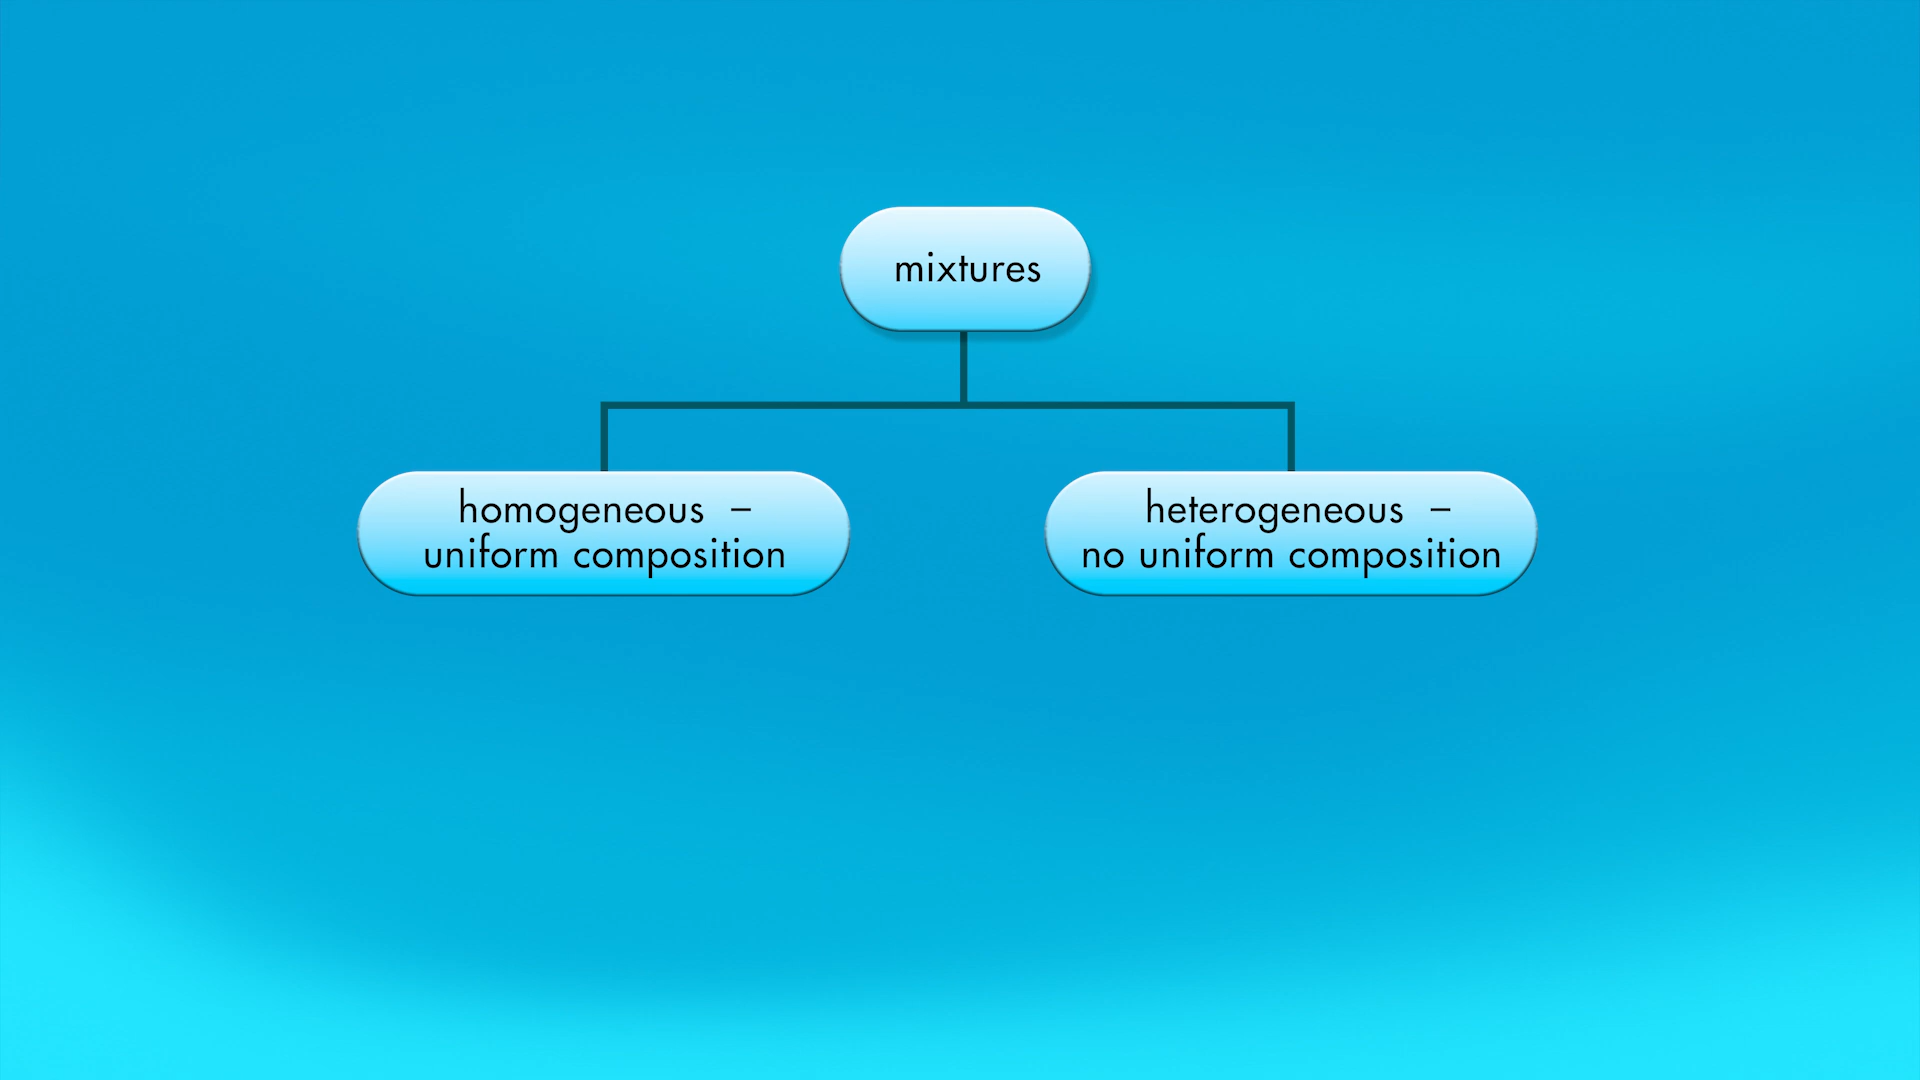 mixtures
homogeneous –
uniform composition
heterogeneous –
no uniform composition